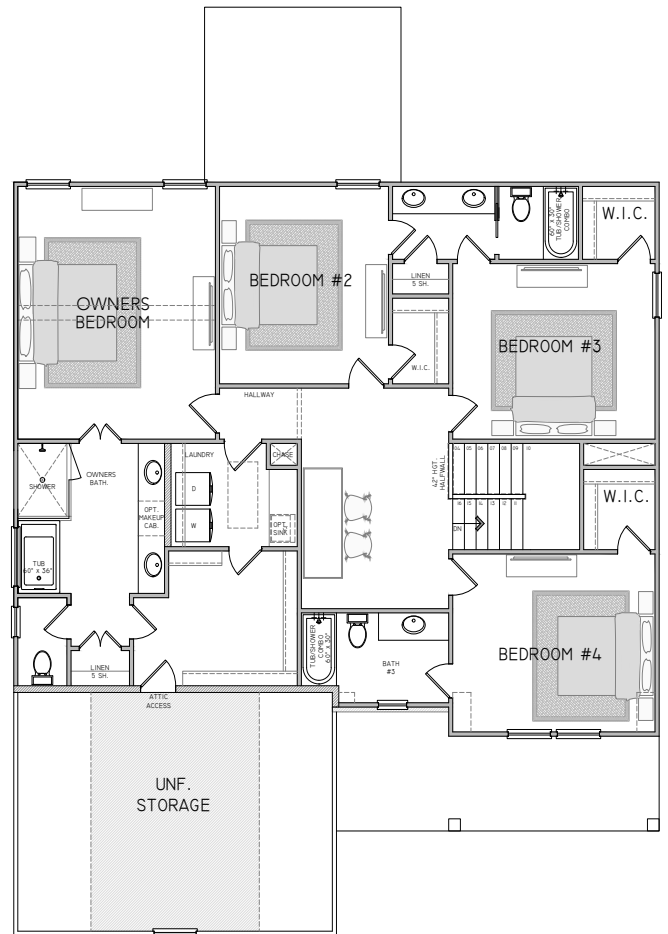 60" x 30"
TUB/SHOWER
COMBO
W.I.C.
LINEN
5 SH.
BEDROOM #2
OWNERS
BEDROOM
BEDROOM #3
W.I.C.
HALLWAY
LAUNDRY
CHASE
42" HGT.
HALFWALL
OWNERS
BATH.
SHOWER
D
W
OPT.
MAKEUP
CAB.
OPT.
SINK
W.I.C.
DN
TUB
60" x 36"
TUB/SHOWER
COMBO
60" x 30"
BATH
#3
BEDROOM #4
LINEN
5 SH.
ATTIC
ACCESS
UNF.
STORAGE